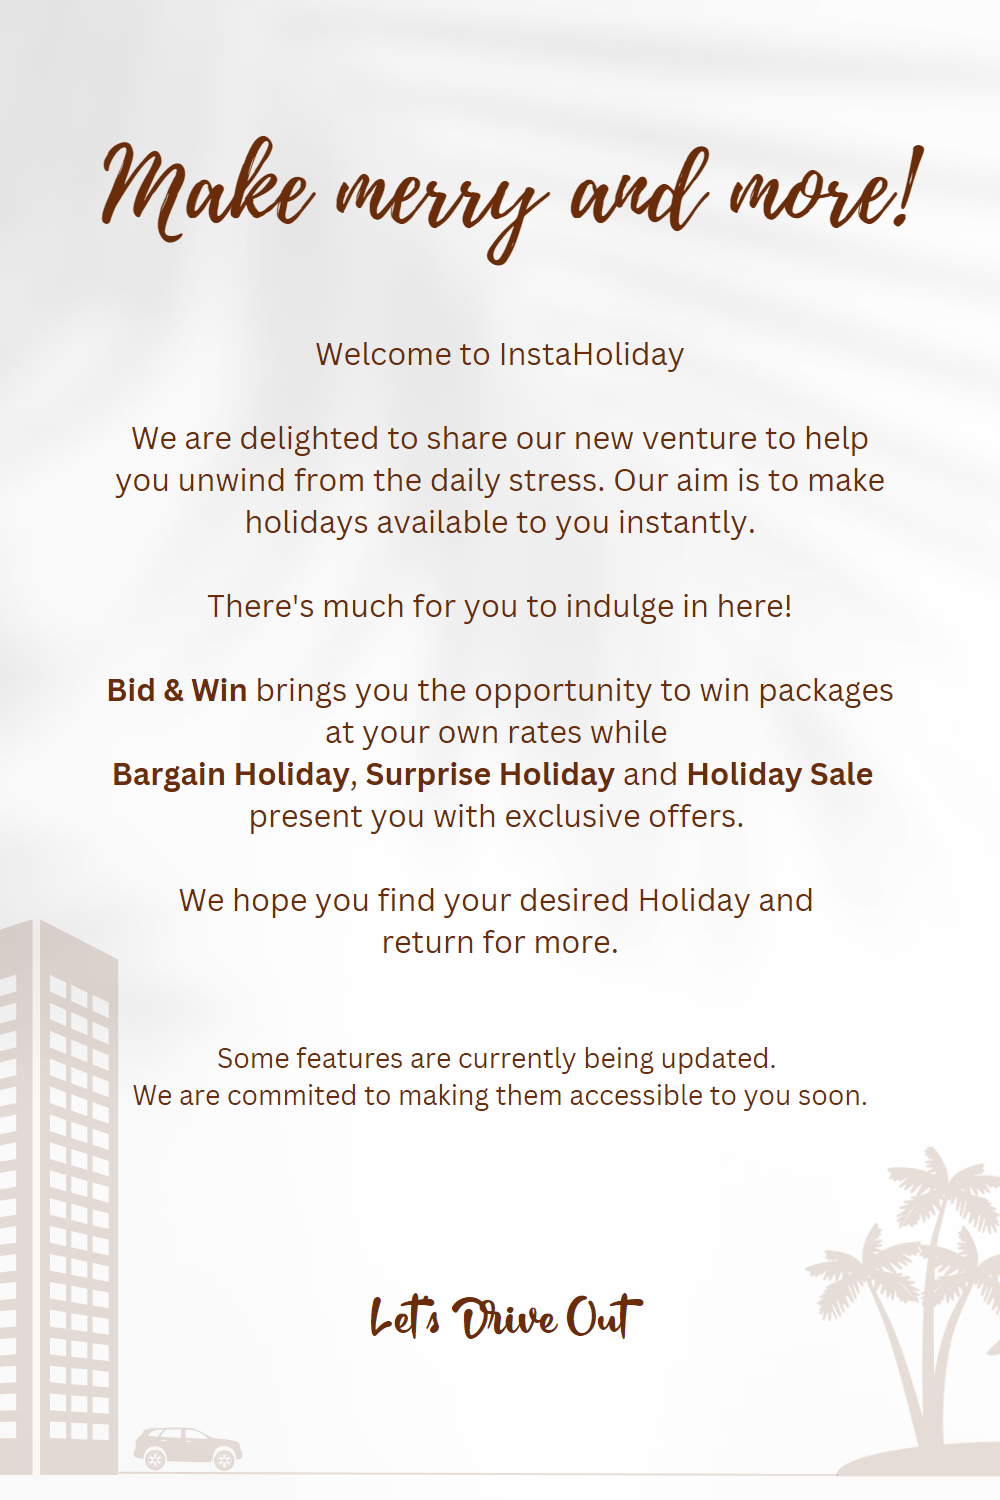 Make merry and more!
Welcome to InstaHoliday
We are delighted to share our new venture to help
you unwind from the daily stress. Our aim is to make
holidays available to you instantly.
There's much for you to indulge in here!
Bid & Win brings you the opportunity to win packages
at your own rates while
Bargain Holiday, Surprise Holiday and Holiday Sale
present you with exclusive offers.
We hope you find your desired Holiday and
return for more.
Some features are currently being updated.
We are commited to making them accessible to you soon.
Let's Drive Out